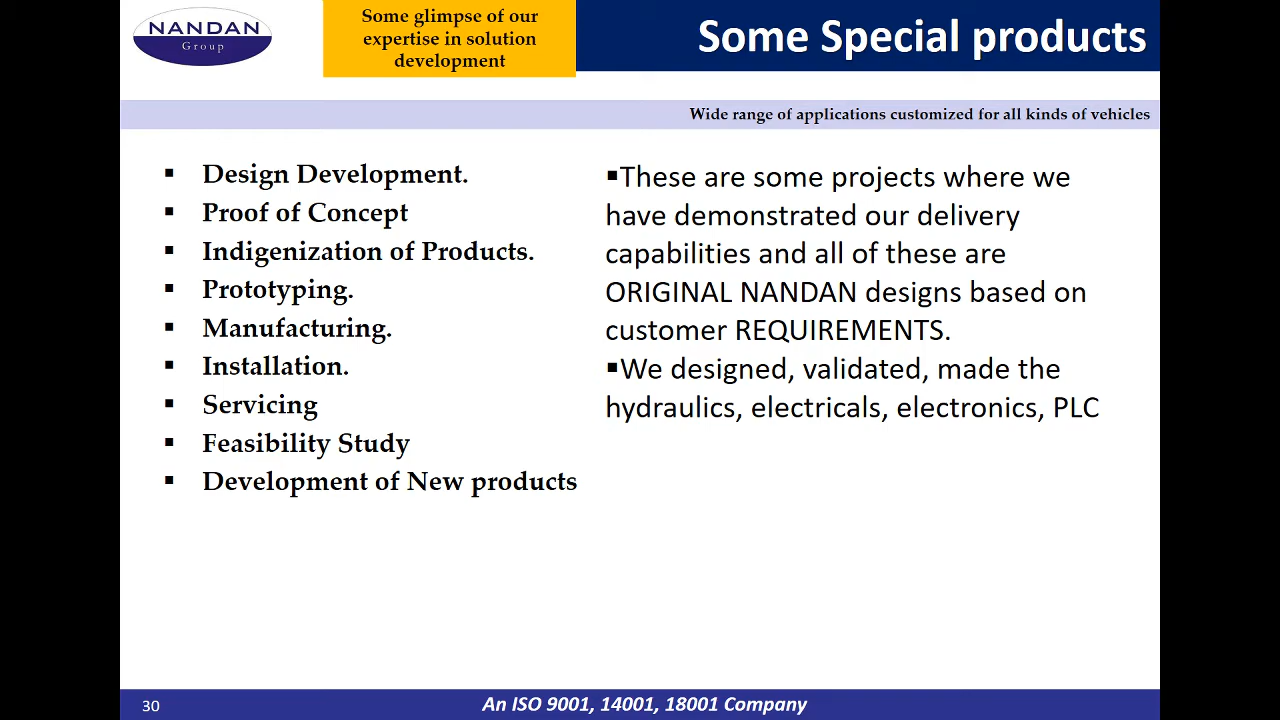 NANDAN
Group
Some glimpse of our
expertise in solution
development
Some Special products
Wide range of applications customized for all kinds of vehicles
▪ Design Development.
▪ Proof of Concept
▪ Indigenization of Products.
▪ Prototyping.
▪ Manufacturing.
▪ Installation.
▪ Servicing
▪ Feasibility Study
▪ Development of New products
▪These are some projects where we
have demonstrated our delivery
capabilities and all of these are
ORIGINAL NANDAN designs based on
customer REQUIREMENTS.
▪We designed, validated, made the
hydraulics, electricals, electronics, PLC
30
An ISO 9001, 14001, 18001 Company